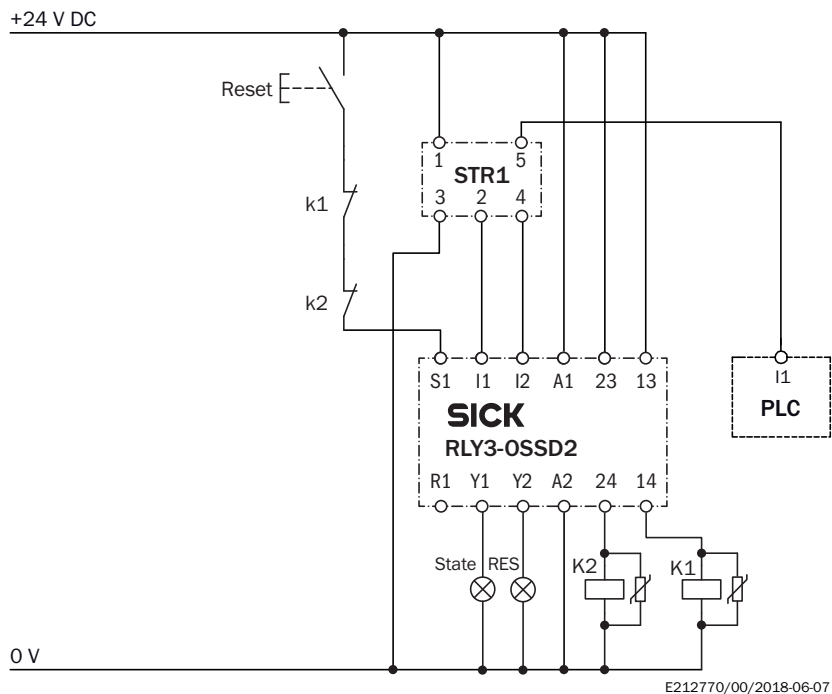 +24 V DC
Reset
1 5
STR1
3 2 4
k1
k2
S1 I1 I2 A1 23 13
SICK
RLY3-OSSD2
R1 Y1 Y2 A2 24 14
I1
PLC
State RES K2 K1
0 V
E212770/00/2018-06-07